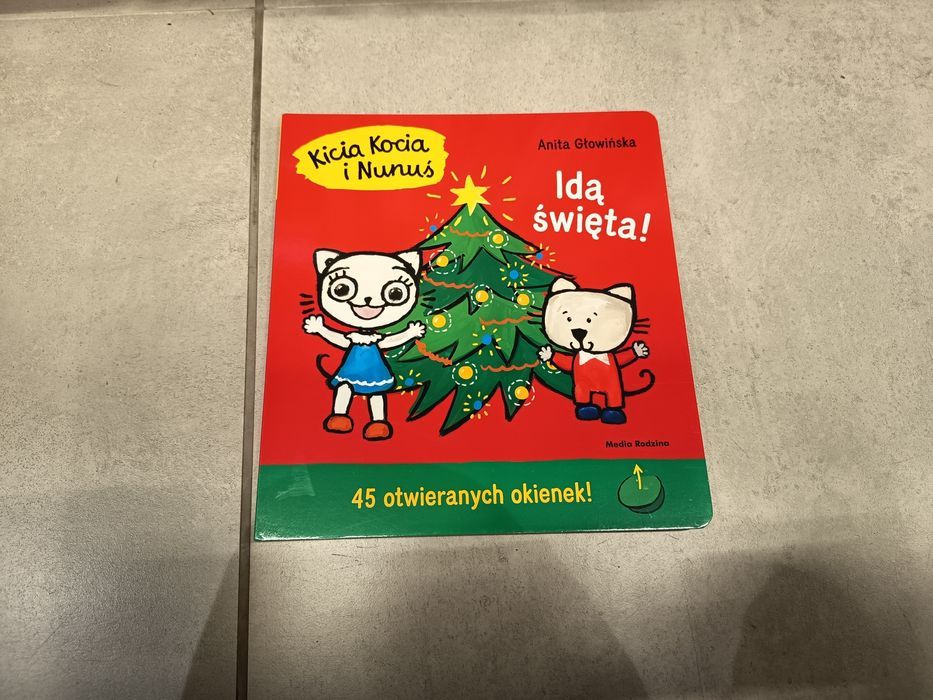 Kicia Kocia
i Nunuś
Anita Głowińska
Idą
święta!
Media Rodzina
45 otwieranych okienek!